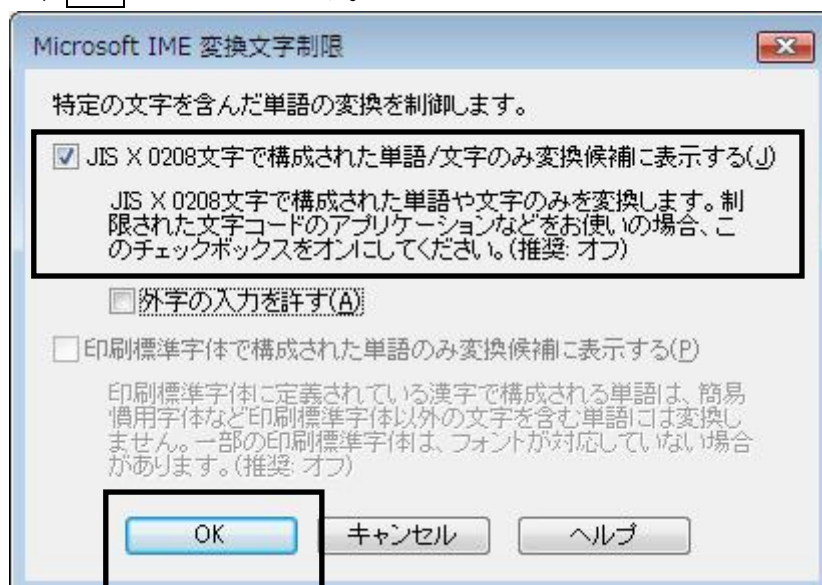 Microsoft IME 変換文字制限
特定の文字を含んだ単語の変換を制御します。
JIS X 0208文字で構成された単語/文字のみ変換候補に表示する(J)
JIS X 0208文字で構成された単語や文字のみを変換します。制
限された文字コードのアプリケーションなどをお使いの場合、こ
のチェックボックスをオンにしてください。(推奨: オフ)
外字の入力を許す(A)
印刷標準字体で構成された単語のみ変換候補に表示する(P)
印刷標準字体に定義されている漢字で構成される単語は、簡易
慣用字体など印刷標準字体以外の文字を含む単語には変換し
ません。一部の印刷標準字体は、フォントが対応していない場合
があります。(推奨: オフ)
OK キャンセル ヘルプ